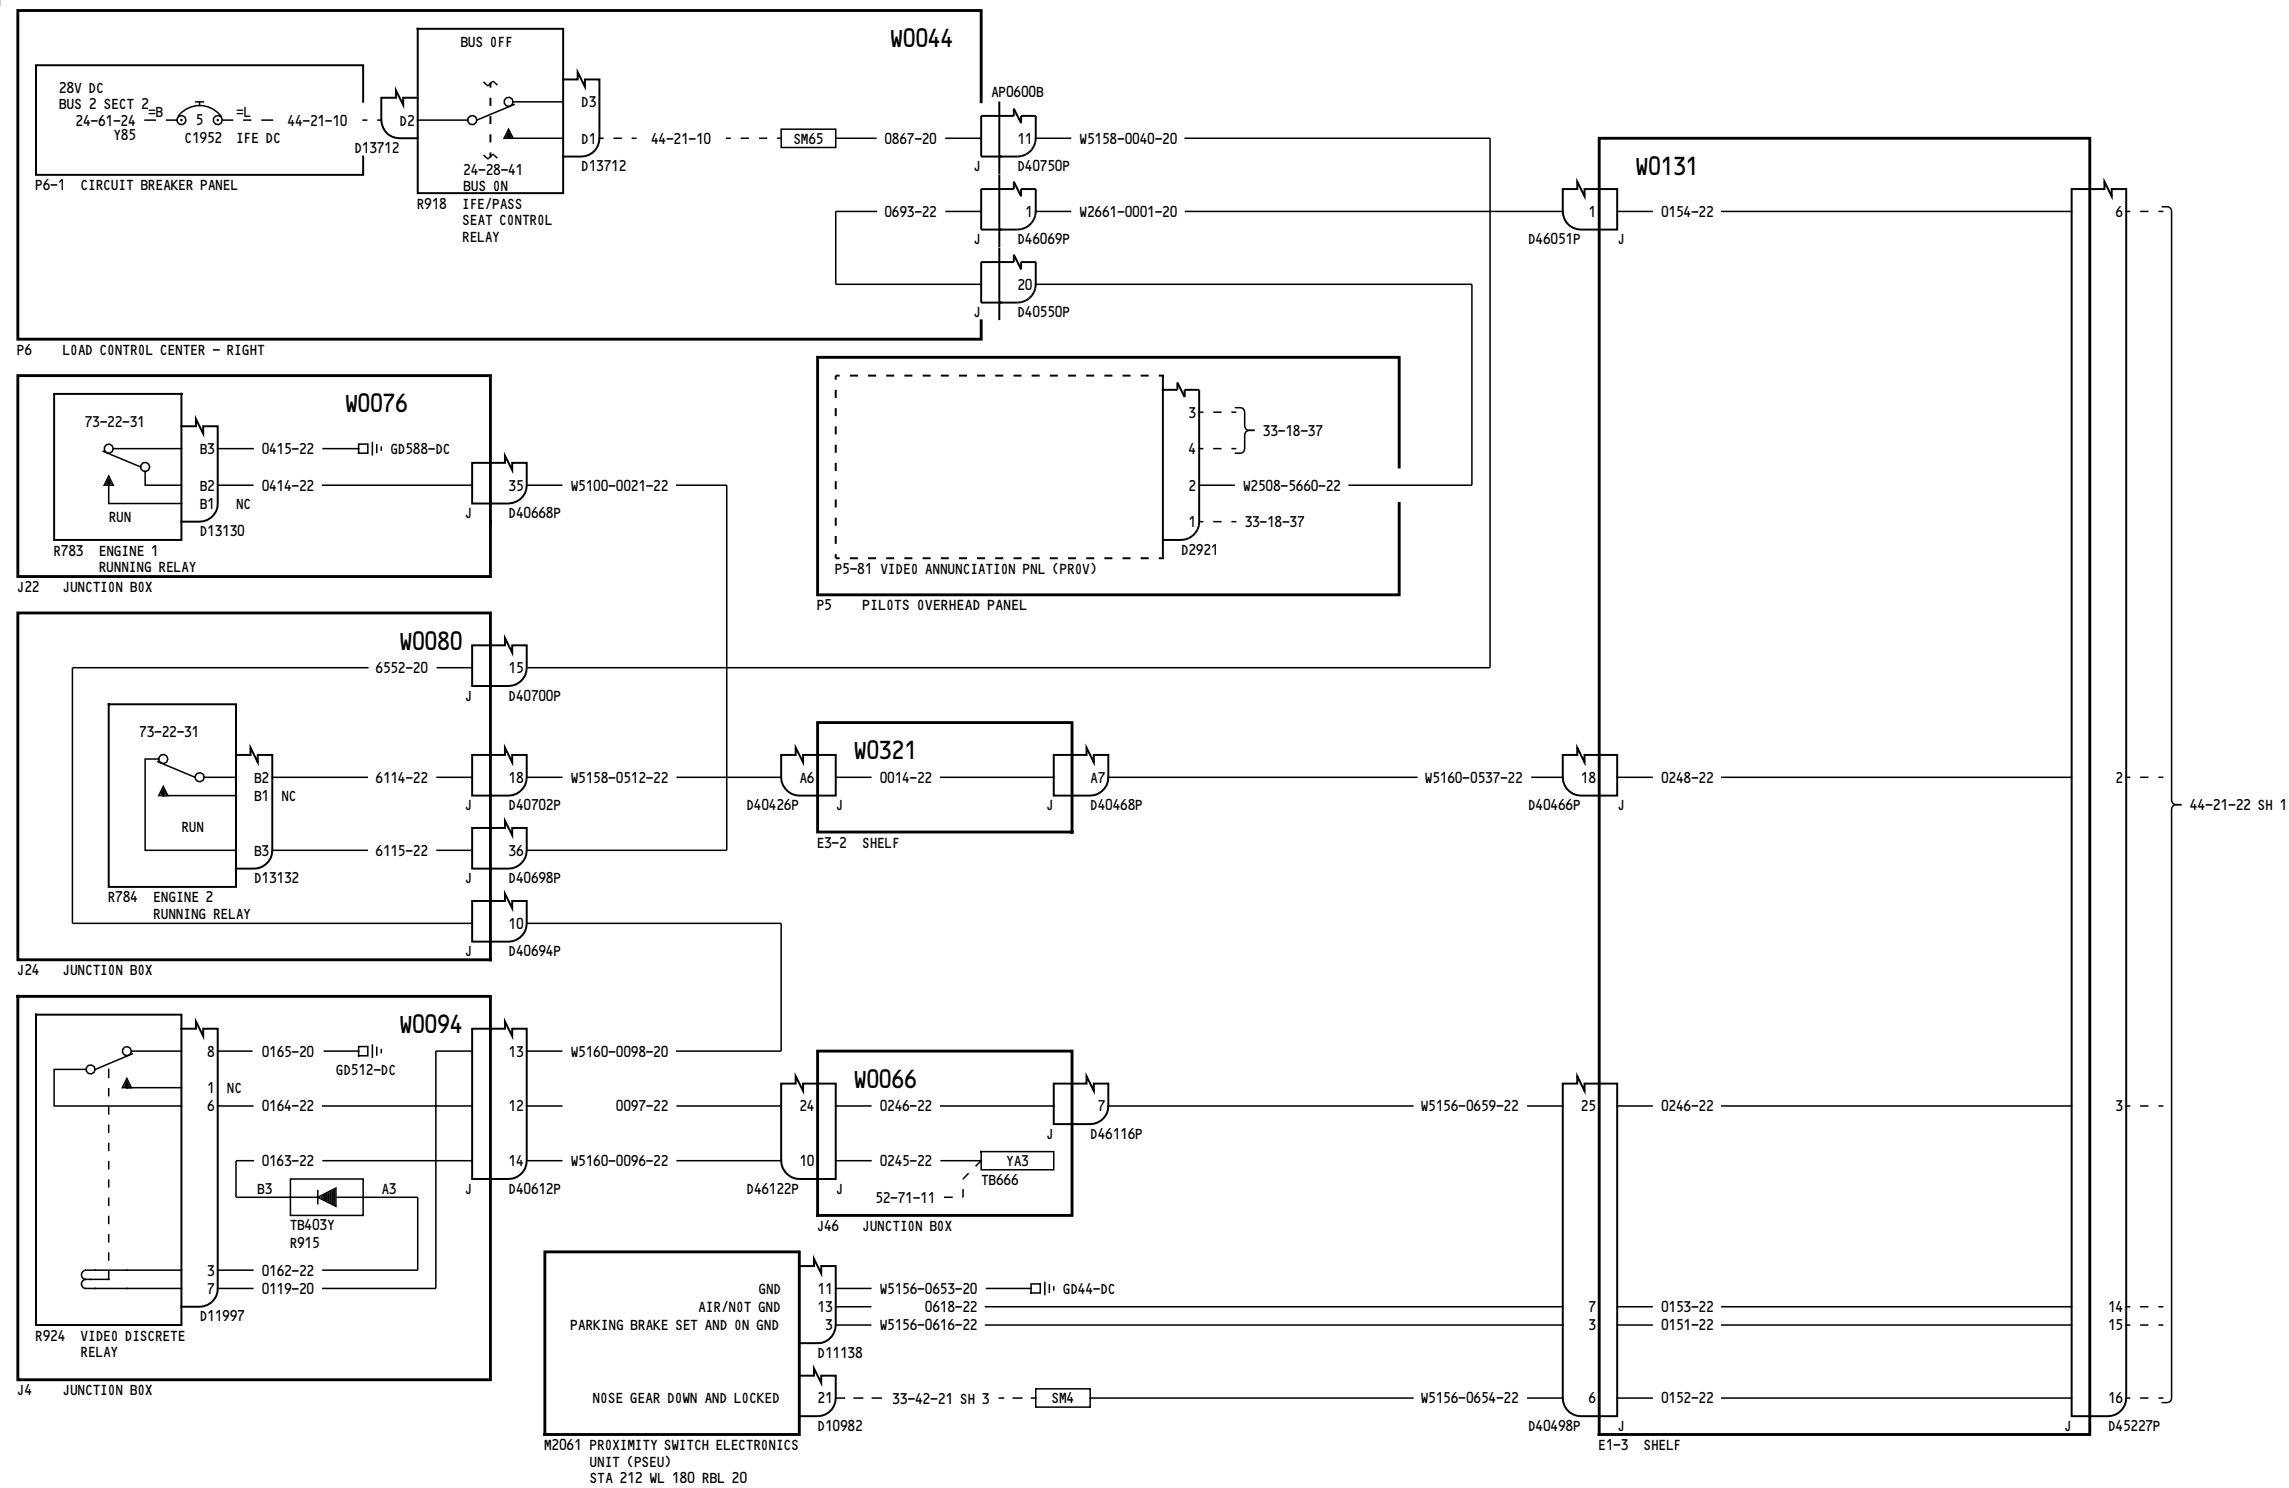 W0044
BUS OFF
28V DC
BUS 2 SECT 2
24-61-24
Y85
=B
5
=L
C1952
IFE DC
44-21-10
D2
D13712
D3
D1
D13712
24-28-41
BUS ON
P6-1 CIRCUIT BREAKER PANEL
R918 IFE/PASS
SEAT CONTROL
RELAY
44-21-10
SM65
0867-20
AP0600B
11
W5158-0040-20
J
D40750P
0693-22
1
W2661-0001-20
J
D46069P
20
J
D40550P
P6 LOAD CONTROL CENTER - RIGHT
W0131
1
0154-22
6
D46051P
J
W0076
73-22-31
B3
0415-22
GD588-DC
B2
0414-22
35
W5100-0021-22
B1
NC
RUN
J
D40668P
D13130
R783 ENGINE 1
RUNNING RELAY
J22 JUNCTION BOX
3
33-18-37
4
2
W2508-5660-22
1
33-18-37
D2921
P5-81 VIDEO ANNUNCIATION PNL (PROV)
P5 PILOTS OVERHEAD PANEL
W0080
6552-20
15
J
D40700P
73-22-31
B2
6114-22
18
W5158-0512-22
B1
NC
J
D40702P
RUN
B3
6115-22
36
D13132
J
D40698P
R784 ENGINE 2
RUNNING RELAY
10
J
D40694P
J24 JUNCTION BOX
W0321
A6
0014-22
A7
W5160-0537-22
D40426P
J
J
D40468P
E3-2 SHELF
18
0248-22
2
D40466P
J
44-21-22 SH 1
W0094
8
0165-20
GD512-DC
13
W5160-0098-20
1
NC
6
0164-22
12
0097-22
0163-22
14
W5160-0096-22
B3
A3
J
D40612P
TB403Y
R915
3
0162-22
7
0119-20
D11997
R924 VIDEO DISCRETE
RELAY
J4 JUNCTION BOX
W0066
24
0246-22
7
W5156-0659-22
J
D46116P
10
0245-22
YA3
TB666
D46122P
J
52-71-11
J46 JUNCTION BOX
25
0246-22
3
GND
11
W5156-0653-20
GD44-DC
AIR/NOT GND
13
0618-22
7
0153-22
14
PARKING BRAKE SET AND ON GND
3
W5156-0616-22
3
0151-22
15
D11138
NOSE GEAR DOWN AND LOCKED
21
33-42-21 SH 3
SM4
W5156-0654-22
6
0152-22
16
D10982
D40498P
J
J
D45227P
M2061 PROXIMITY SWITCH ELECTRONICS
UNIT (PSEU)
STA 212 WL 180 RBL 20
E1-3 SHELF